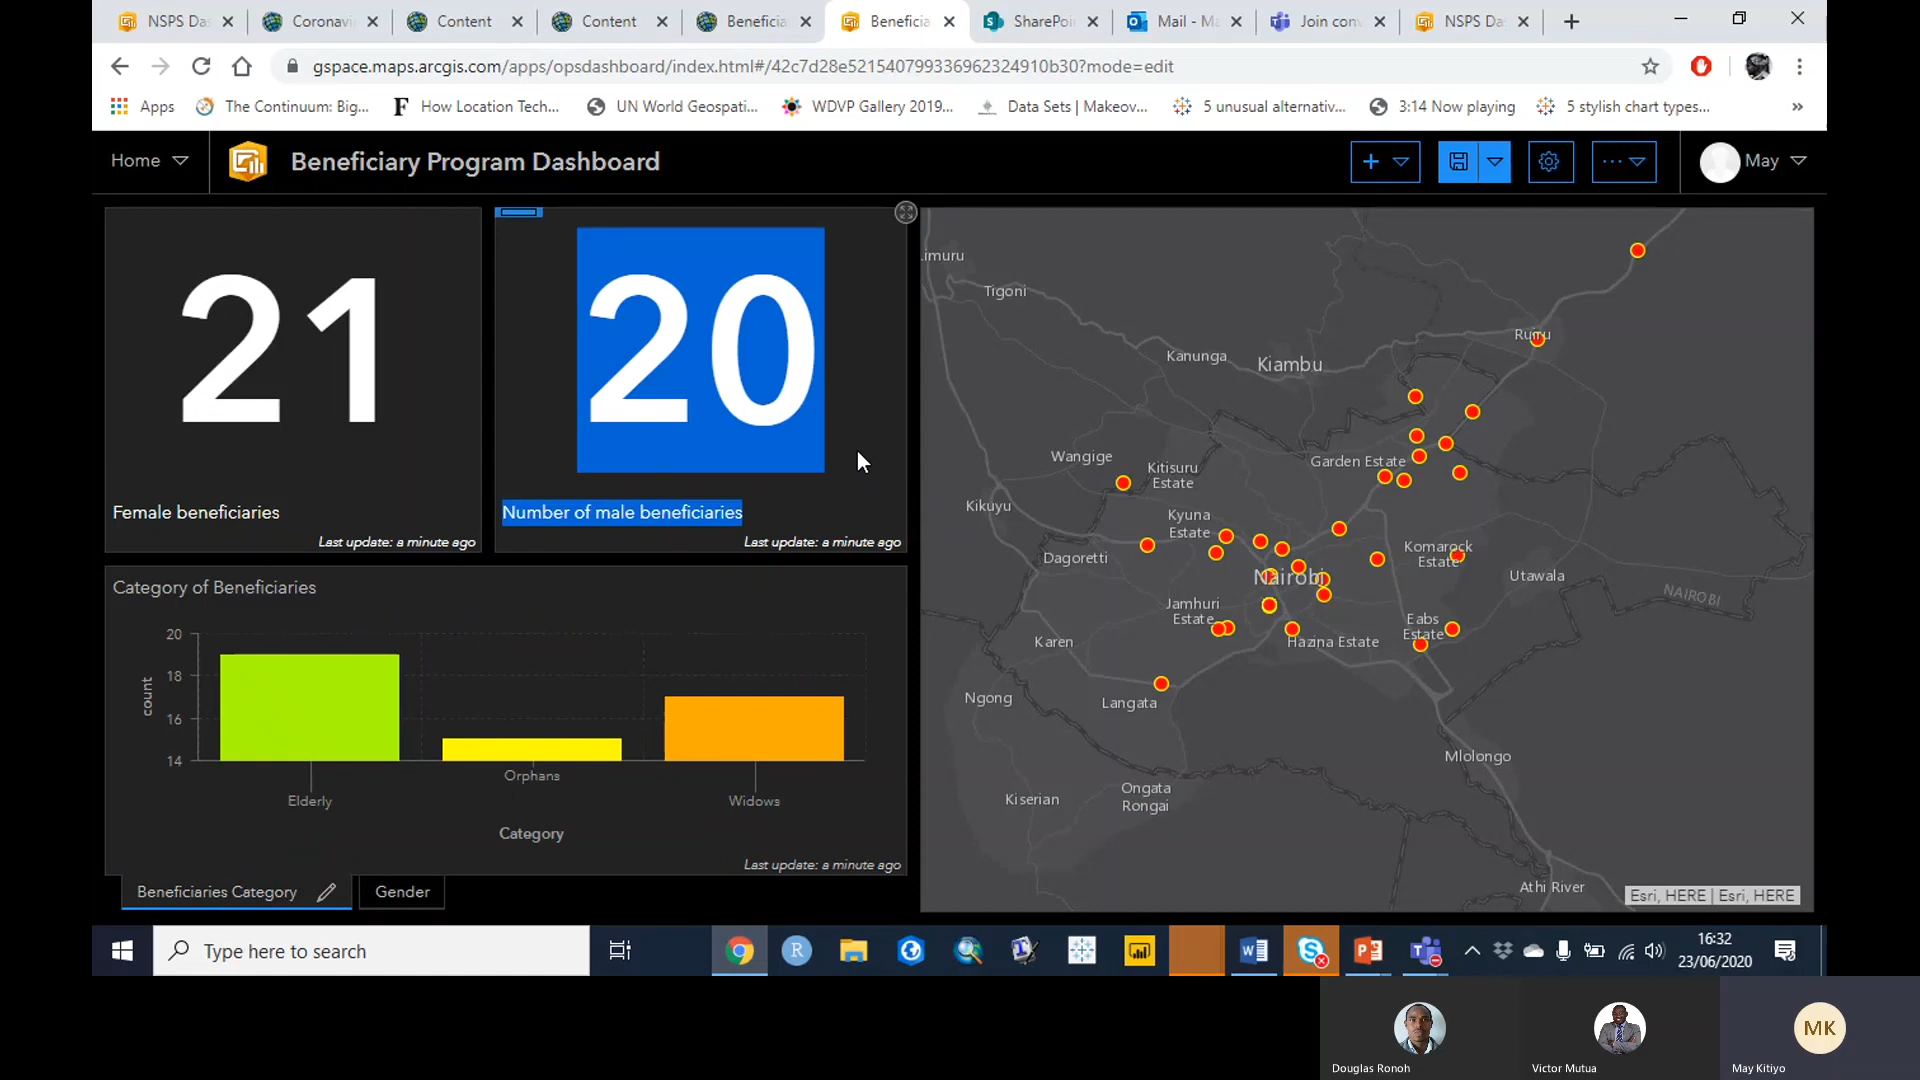 NSPS Da
Coronavi
Content
Content
Beneficia
Beneficia
SharePoi
Mail - Ma
Join con
NSPS Da
gspace.maps.arcgis.com/apps/opsdashboard/index.html#/42c7d28e521540799336962324910b30?mode=edit
Apps
The Continuum: Big...
How Location Tech...
UN World Geospati...
WDVP Gallery 2019...
Data Sets | Makeov...
5 unusual alternativ...
3:14 Now playing
5 stylish chart types...
Home
Beneficiary Program Dashboard
May
21
Female beneficiaries
Last update: a minute ago
20
Number of male beneficiaries
Last update: a minute ago
Category of Beneficiaries
20
18
16
14
count
Elderly
Orphans
Widows
Category
Last update: a minute ago
Beneficiaries Category
Gender
imuru
Tigoni
Kanunga
Kiambu
Ruiru
Wangige
Kitisuru
Estate
Garden Estate
Kikuyu
Kyuna
Estate
Dagoretti
Komarock
Estate
Nairobi
Utawala
NAIROBI
Jamhuri
Estate
Eabs
Estate
Karen
Hazina Estate
Ngong
Langata
Mlolongo
Kiserian
Ongata
Rongai
Athi River
Esri, HERE | Esri, HERE
Type here to search
16:32
23/06/2020
Douglas Ronoh
Victor Mutua
MK
May Kitiyo